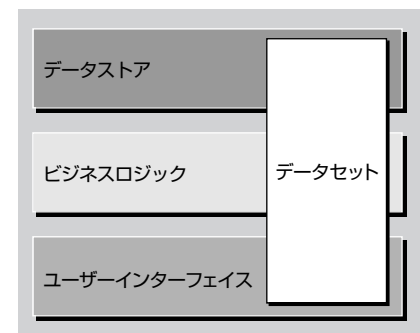 データストア
ビジネスロジック
データセット
ユーザーインターフェイス